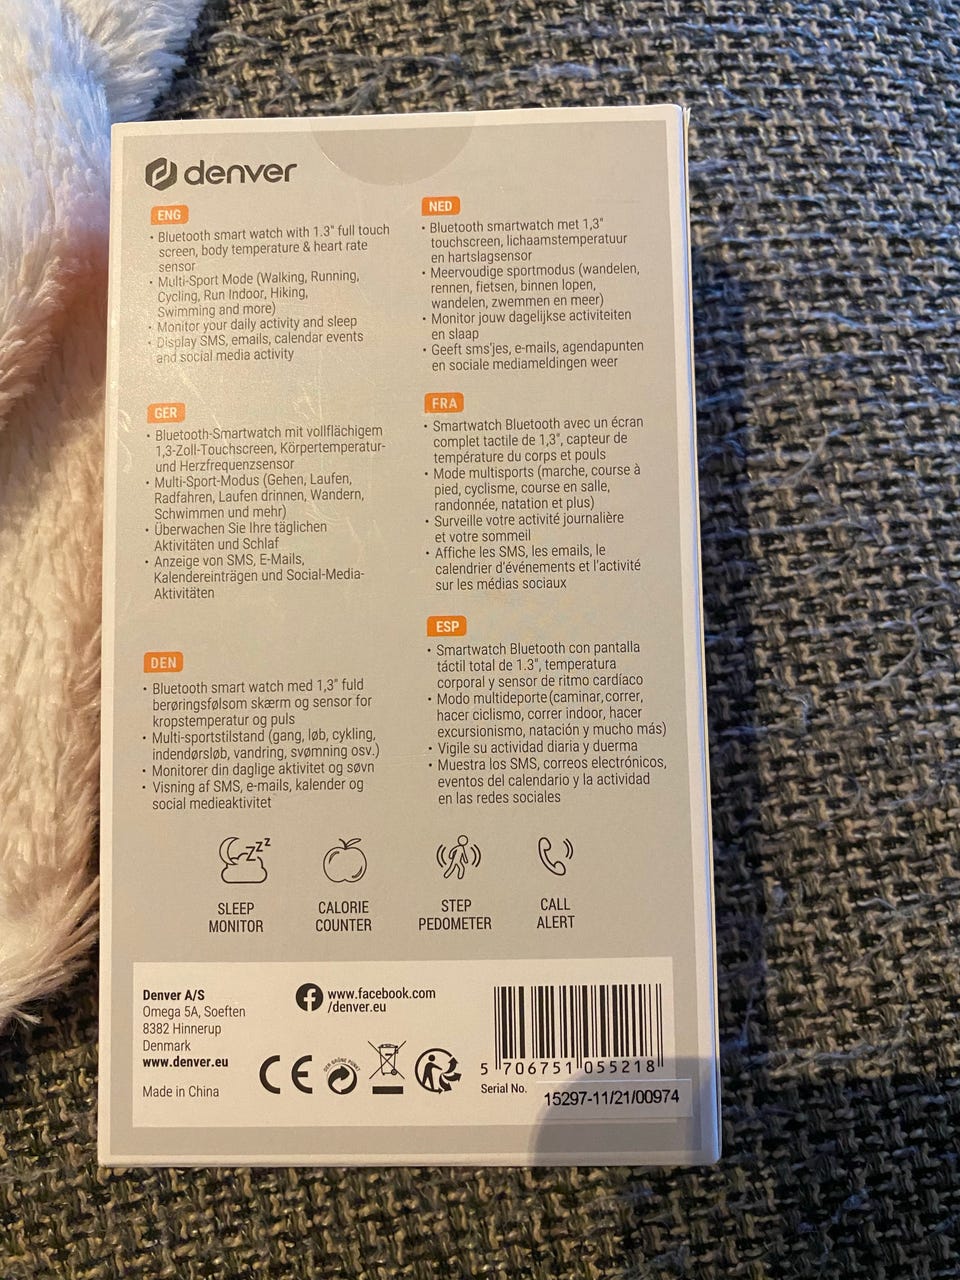 denver
ENG
• Bluetooth smart watch with 1.3" full touch
screen, body temperature & heart rate
sensor
• Multi-Sport Mode (Walking, Running,
Cycling, Run Indoor, Hiking,
Swimming and more)
• Monitor your daily activity and sleep
• Display SMS, emails, calendar events
and social media activity
GER
• Bluetooth-Smartwatch mit vollflächigem
1,3-Zoll-Touchscreen, Körpertemperatur-
und Herzfrequenzsensor
• Multi-Sport-Modus (Gehen, Laufen,
Radfahren, Laufen drinnen, Wandern,
Schwimmen und mehr)
• Überwachen Sie Ihre täglichen
Aktivitäten und Schlaf
• Anzeige von SMS, E-Mails,
Kalendereinträgen und Social-Media-
Aktivitäten
DEN
• Bluetooth smart watch med 1,3" fuld
berøringsfølsom skærm og sensor for
kropstemperatur og puls
• Multi-sportstilstand (gang, løb, cykling,
indendørsløb, vandring, svømning osv.)
• Monitorer din daglige aktivitet og søvn
• Visning af SMS, e-mails, kalender og
social medieaktivitet
NED
• Bluetooth smartwatch met 1,3"
touchscreen, lichaamstemperatuur
en hartslagsensor
• Meervoudige sportmodus (wandelen,
rennen, fietsen, binnen lopen,
wandelen, zwemmen en meer)
• Monitor jouw dagelijkse activiteiten
en slaap
• Geeft sms'jes, e-mails, agendapunten
en sociale mediameldingen weer
FRA
• Smartwatch Bluetooth avec un écran
complet tactile de 1,3", capteur de
température du corps et pouls
• Mode multisports (marche, course à
pied, cyclisme, course en salle,
randonnée, natation et plus)
• Surveille votre activité journalière
et votre sommeil
• Affiche les SMS, les emails, le
calendrier d'événements et l'activité
sur les médias sociaux
ESP
• Smartwatch Bluetooth con pantalla
táctil total de 1.3", temperatura
corporal y sensor de ritmo cardíaco
• Modo multideporte (caminar, correr,
hacer ciclismo, correr indoor, hacer
excursionismo, natación y mucho más)
• Vigile su actividad diaria y duerma
• Muestra los SMS, correos electrónicos,
eventos del calendario y la actividad
en las redes sociales
zzz
SLEEP
MONITOR
CALORIE
COUNTER
STEP
PEDOMETER
CALL
ALERT
Denver A/S
Omega 5A, Soeften
8382 Hinnerup
Denmark
www.denver.eu
Made in China
www.facebook.com
/denver.eu
CE
DER GRÜNE PUNKT
5 706751 055218
Serial No.
15297-11/21/00974